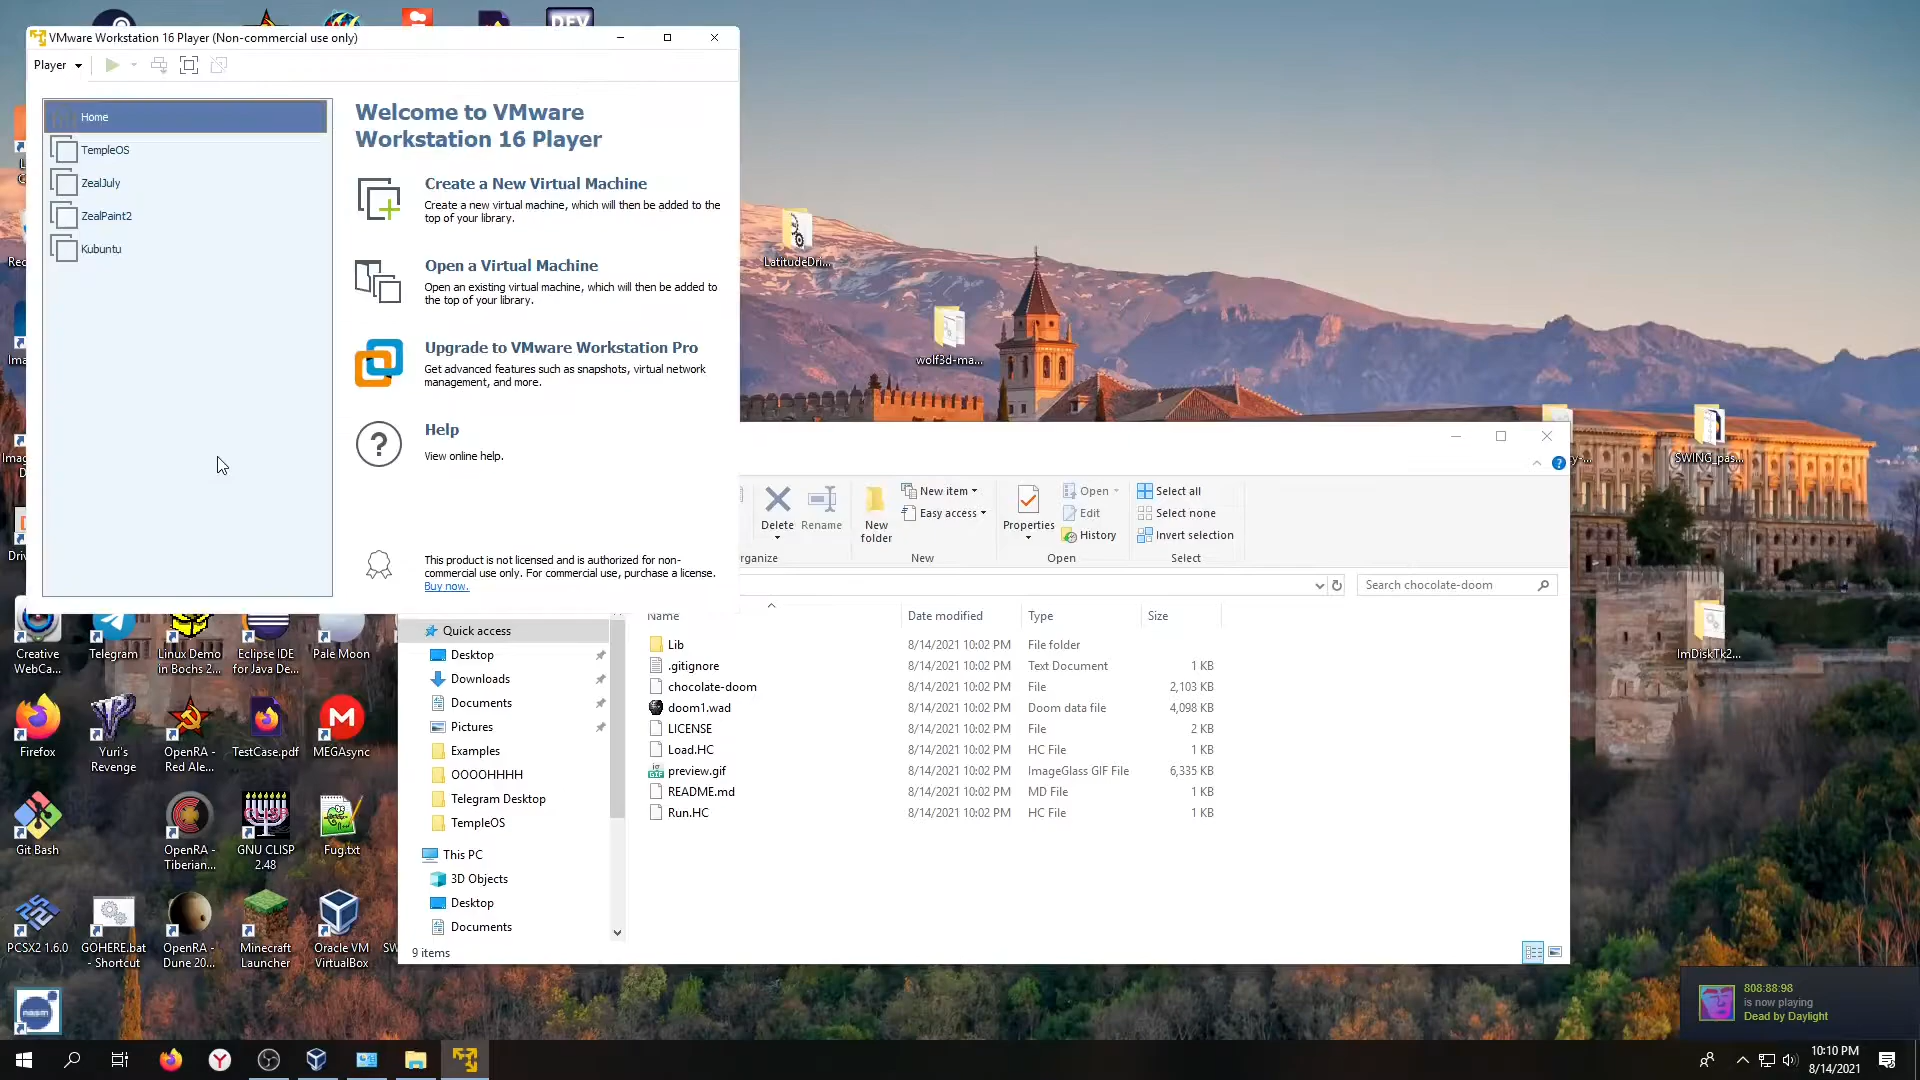 DEV
VMware Workstation 16 Player (Non-commercial use only)
Player
Home
TempleOS
ZealJuly
ZealPaint2
Kubuntu
Welcome to VMware
Workstation 16 Player
Create a New Virtual Machine
Create a new virtual machine, which will then be added to the
top of your library.
Open a Virtual Machine
Open an existing virtual machine, which will then be added to
the top of your library.
Upgrade to VMware Workstation Pro
Get advanced features such as snapshots, virtual network
management, and more.
?
Help
View online help.
This product is not licensed and is authorized for non-
commercial use only. For commercial use, purchase a license.
Buy now.
LatitudeDri...
wolf3d-ma...
SWING_pas...
ImDiskTk2...
Delete
Rename
New
folder
New item
Easy access
New
Properties
Open
Edit
History
Open
Select all
Select none
Invert selection
Select
Search chocolate-doom
Name
Date modified
Type
Size
Lib
8/14/2021 10:02 PM
File folder
.gitignore
8/14/2021 10:02 PM
Text Document
1 KB
chocolate-doom
8/14/2021 10:02 PM
File
2,103 KB
doom1.wad
8/14/2021 10:02 PM
Doom data file
4,098 KB
LICENSE
8/14/2021 10:02 PM
File
2 KB
Load.HC
8/14/2021 10:02 PM
HC File
1 KB
preview.gif
8/14/2021 10:02 PM
ImageGlass GIF File
6,335 KB
README.md
8/14/2021 10:02 PM
MD File
1 KB
Run.HC
8/14/2021 10:02 PM
HC File
1 KB
Quick access
Desktop
Downloads
Documents
Pictures
Examples
OOOOHHHH
Telegram Desktop
TempleOS
This PC
3D Objects
Desktop
Documents
9 items
Creative
WebCa...
Telegram
Linux Demo
in Bochs 2...
Eclipse IDE
for Java De...
Pale Moon
Firefox
Yuri's
Revenge
OpenRA -
Red Ale...
TestCase.pdf
MEGAsync
Git Bash
OpenRA -
Tiberian...
GNU CLISP
2.48
Fug.txt
PCSX2 1.6.0
GOHERE.bat
- Shortcut
OpenRA -
Dune 20...
Minecraft
Launcher
Oracle VM
VirtualBox
nasm
808:88:98
is now playing
Dead by Daylight
10:10 PM
8/14/2021